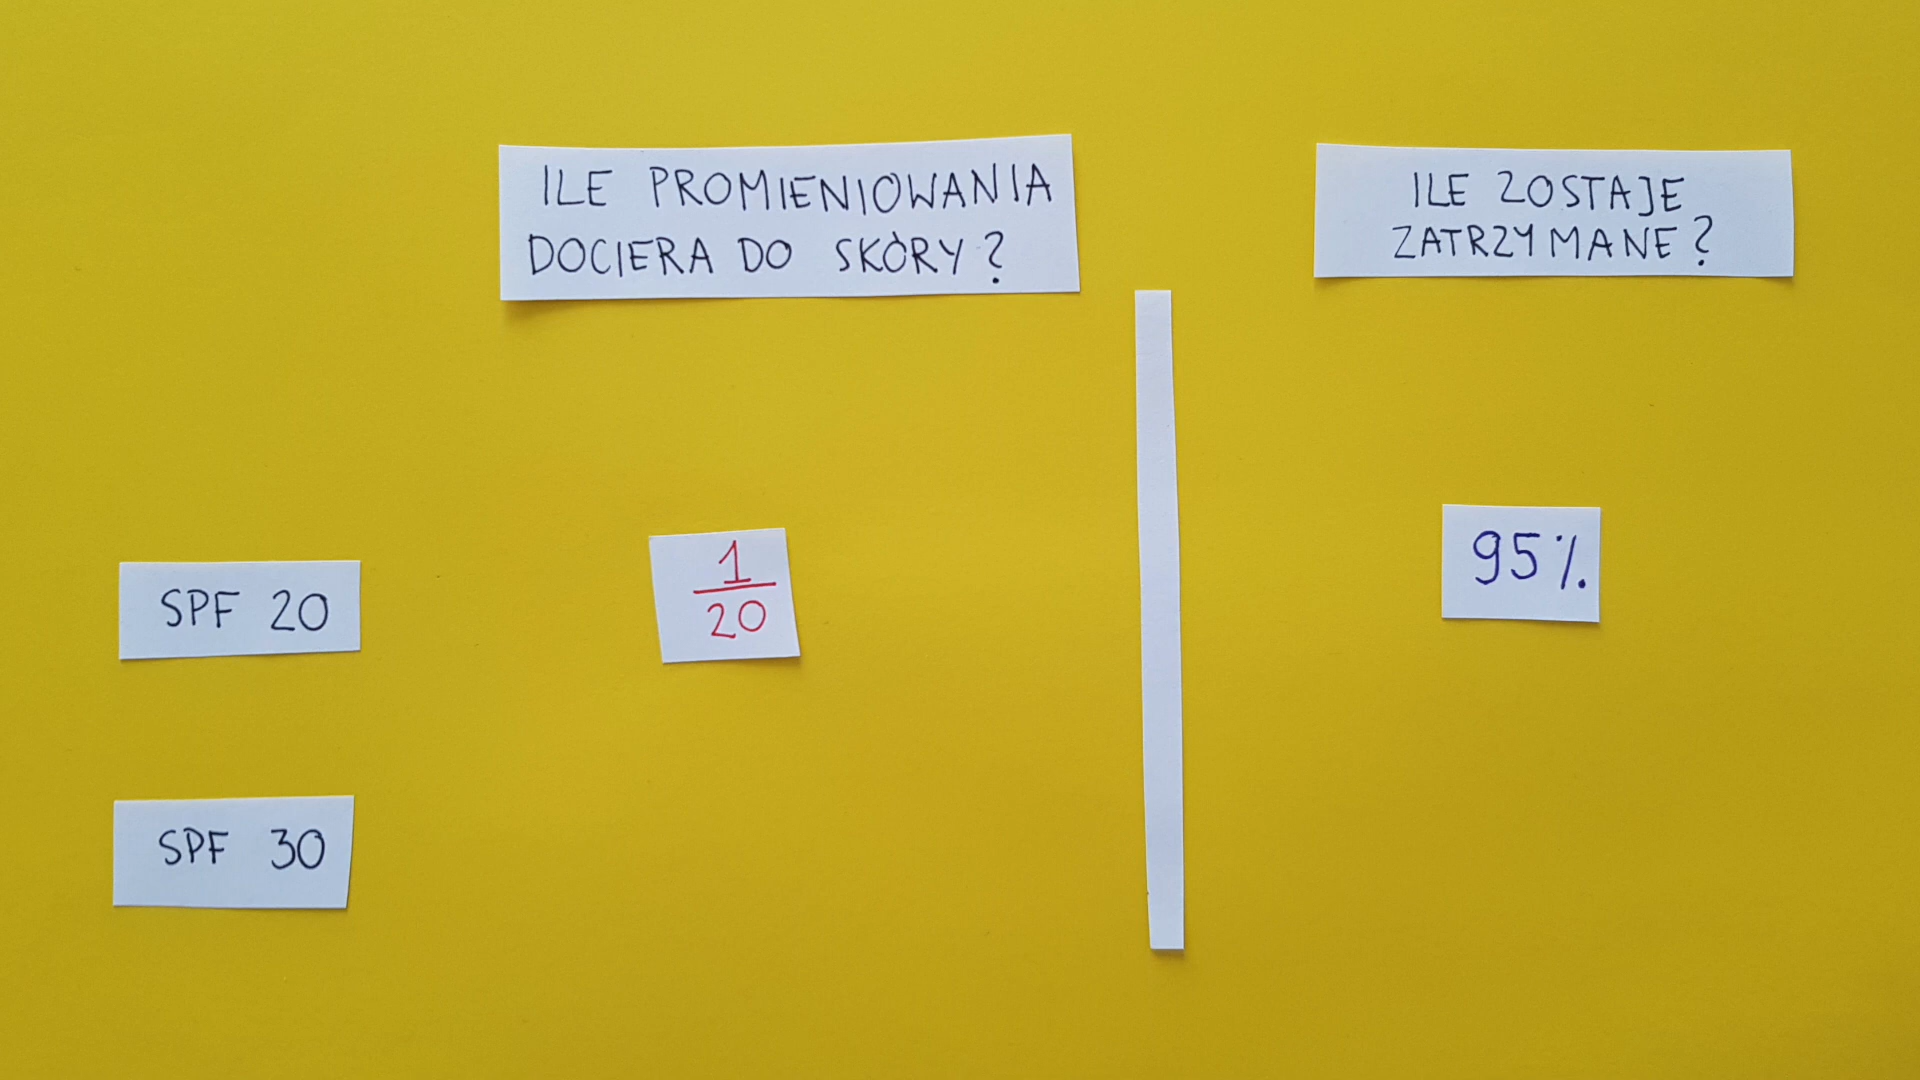 ILE PROMIENIOWANIA
DOCIERA DO SKÓRY?
ILE ZOSTAJE
ZATRZYMANE?
SPF 20
1
20
95%
SPF 30